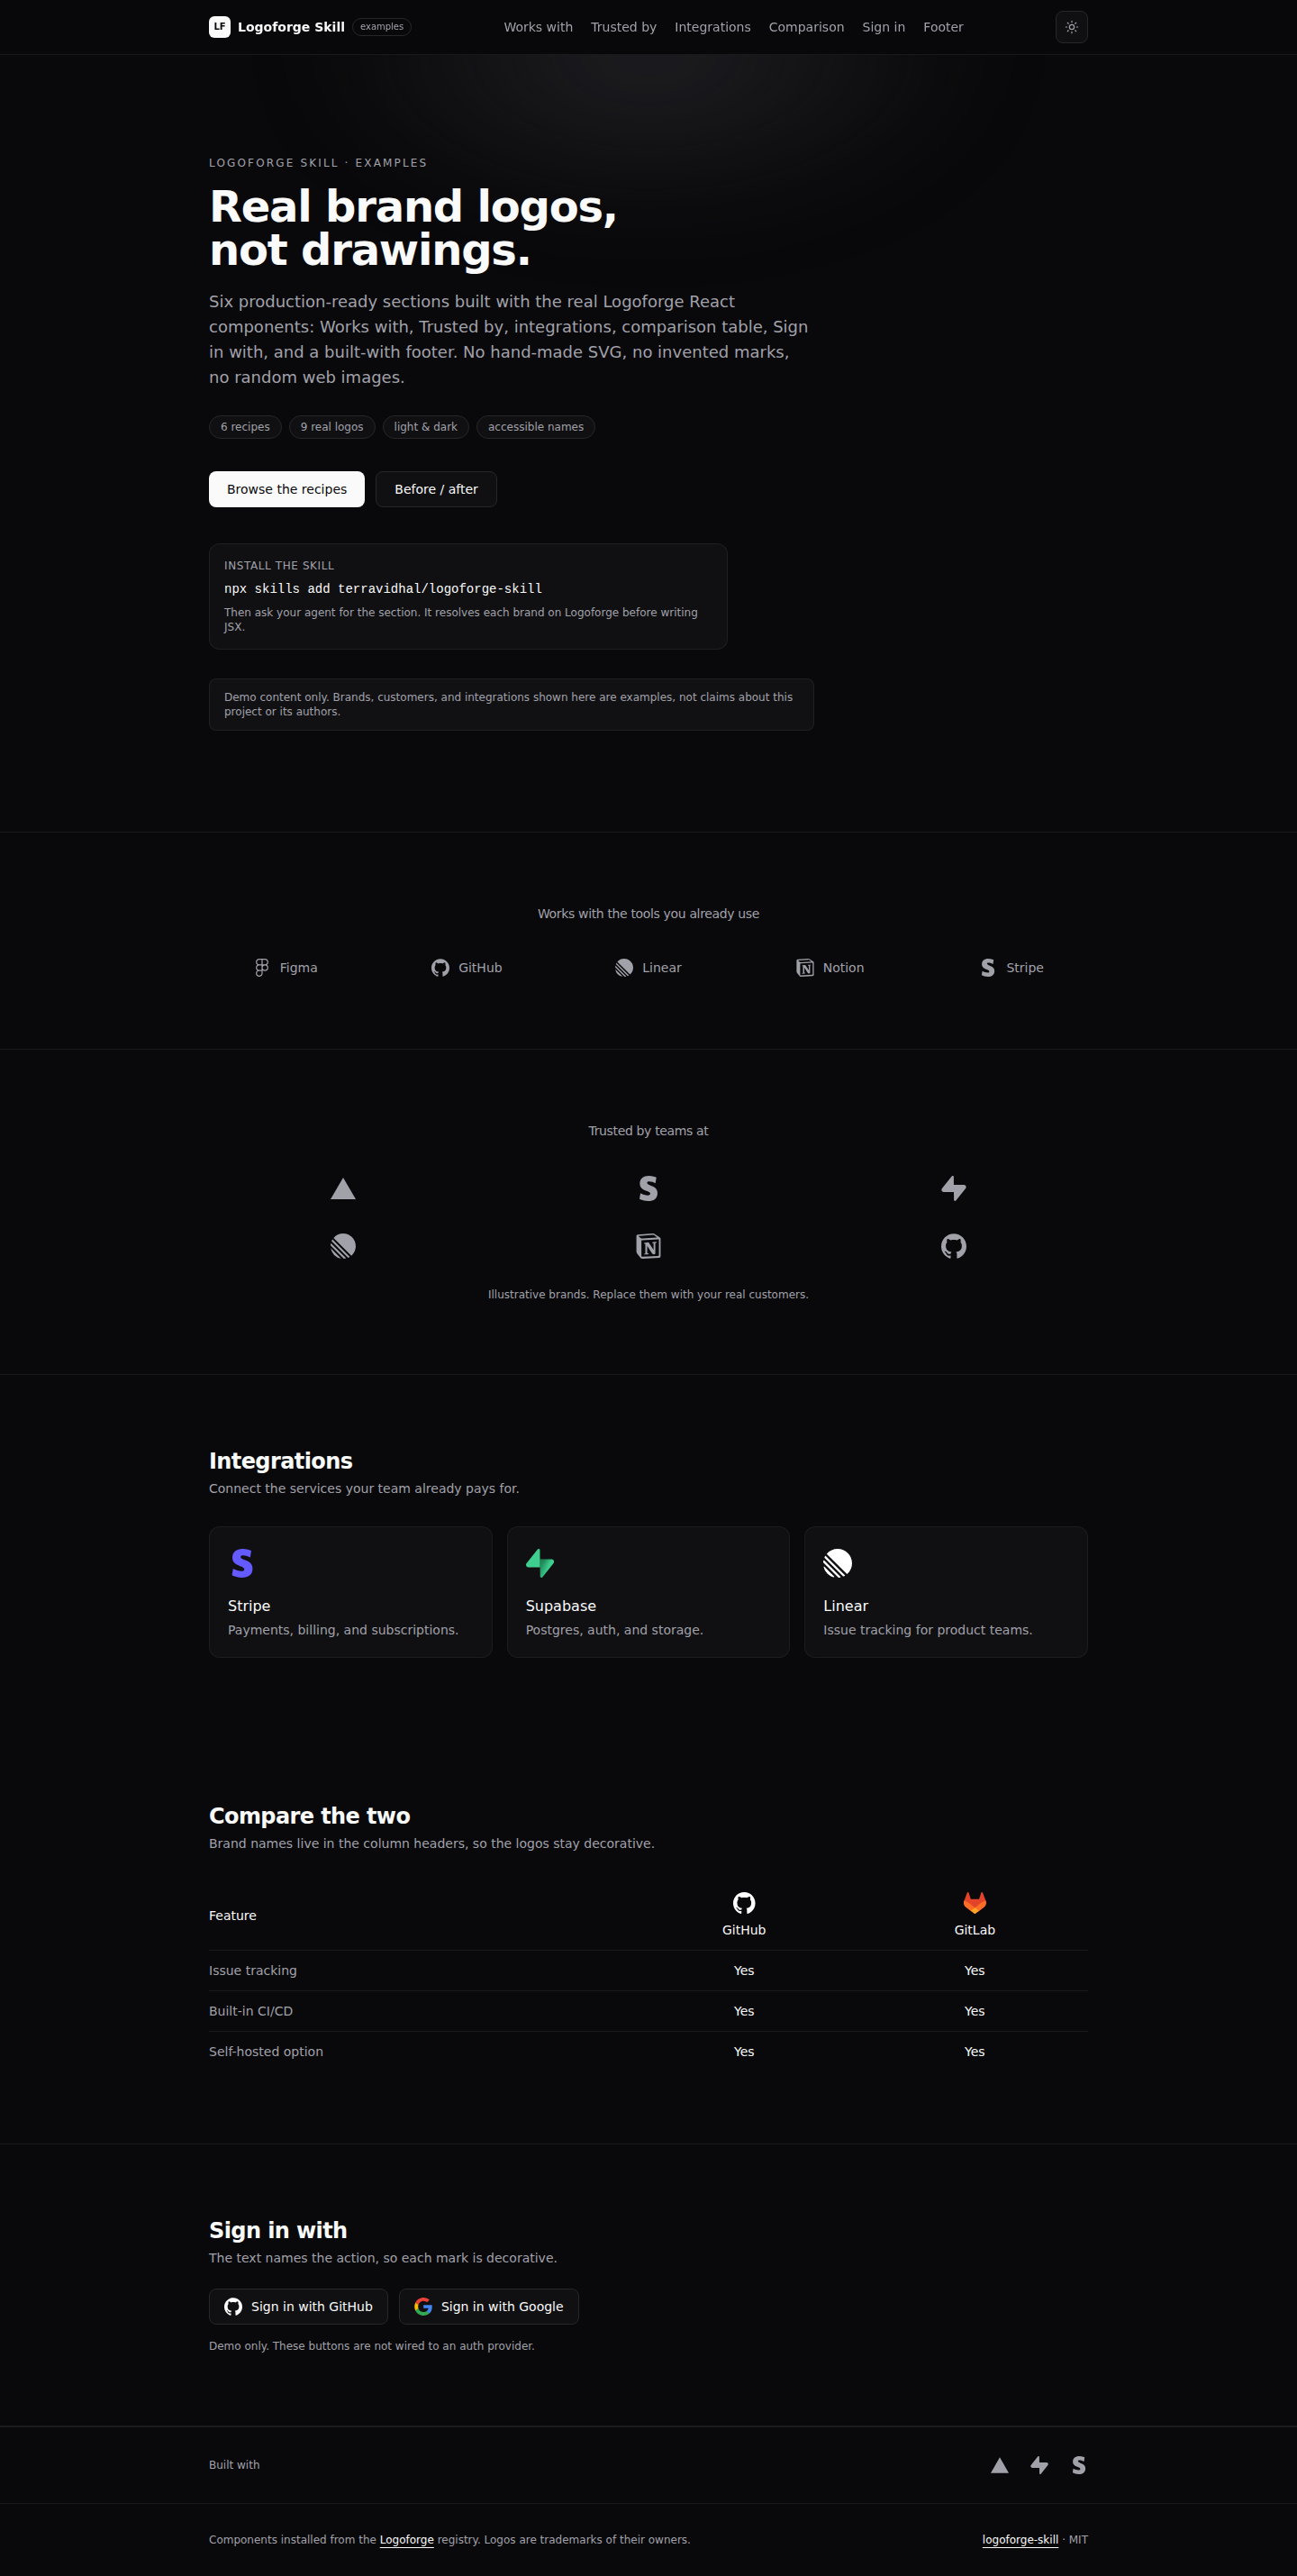 LF Logoforge Skill examples Works with Trusted by Integrations Comparison Sign in Footer
LOGOFORGE SKILL · EXAMPLES
Real brand logos,
not drawings.
Six production-ready sections built with the real Logoforge React
components: Works with, Trusted by, integrations, comparison table, Sign
in with, and a built-with footer. No hand-made SVG, no invented marks,
no random web images.
6 recipes 9 real logos light & dark accessible names
Browse the recipes Before / after
INSTALL THE SKILL
npx skills add terravidhal/logoforge-skill
Then ask your agent for the section. It resolves each brand on Logoforge before writing
JSX.
Demo content only. Brands, customers, and integrations shown here are examples, not claims about this
project or its authors.
Works with the tools you already use
Figma GitHub Linear Notion Stripe
Trusted by teams at
Illustrative brands. Replace them with your real customers.
Integrations
Connect the services your team already pays for.
Stripe Supabase Linear
Payments, billing, and subscriptions. Postgres, auth, and storage. Issue tracking for product teams.
Compare the two
Brand names live in the column headers, so the logos stay decorative.
Feature GitHub GitLab
Issue tracking Yes Yes
Built-in CI/CD Yes Yes
Self-hosted option Yes Yes
Sign in with
The text names the action, so each mark is decorative.
Sign in with GitHub Sign in with Google
Demo only. These buttons are not wired to an auth provider.
Built with
Components installed from the Logoforge registry. Logos are trademarks of their owners. logoforge-skill · MIT